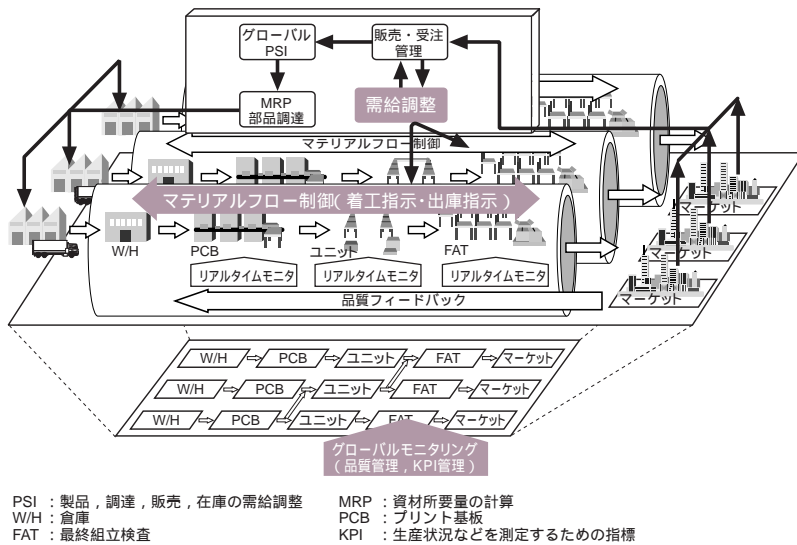 グローバル
PSI
販売・受注
管理
MRP
部品調達
需給調整
マテリアルフロー制御
マテリアルフロー制御(着工指示・出庫指示)
W/H
PCB
ユニット
FAT
リアルタイムモニタ
リアルタイムモニタ
リアルタイムモニタ
品質フィードバック
マーケット
マーケット
マーケット
W/H
PCB
ユニット
FAT
マーケット
W/H
PCB
ユニット
FAT
マーケット
W/H
PCB
ユニット
FAT
マーケット
グローバルモニタリング
(品質管理,KPI管理)
PSI :製品,調達,販売,在庫の需給調整
W/H :倉庫
FAT :最終組立検査
MRP :資材所要量の計算
PCB :プリント基板
KPI :生産状況などを測定するための指標